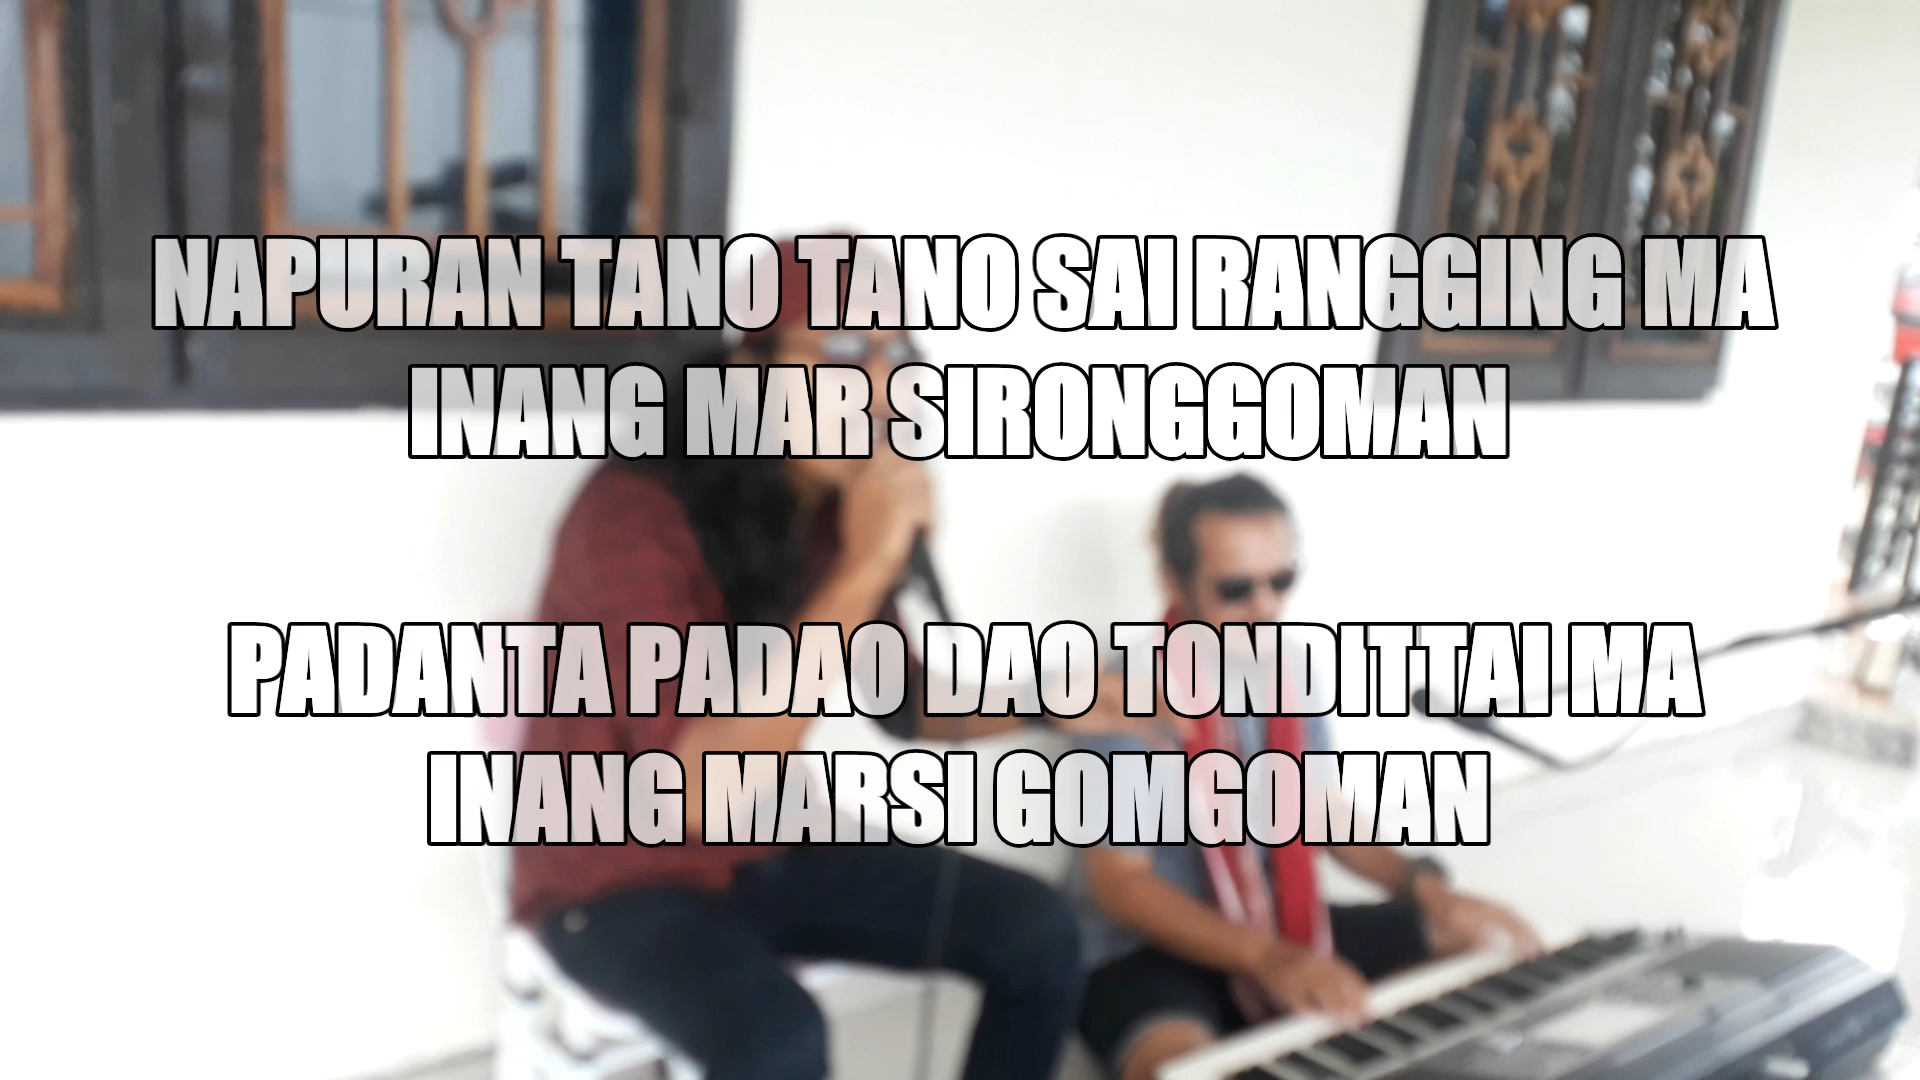 NAPURAN TANO TANO SAI RANGGING MA
INANG MAR SIRONGGOMAN
PADANTA PADAO DAO TONDITTAI MA
INANG MARSI GOMGOMAN